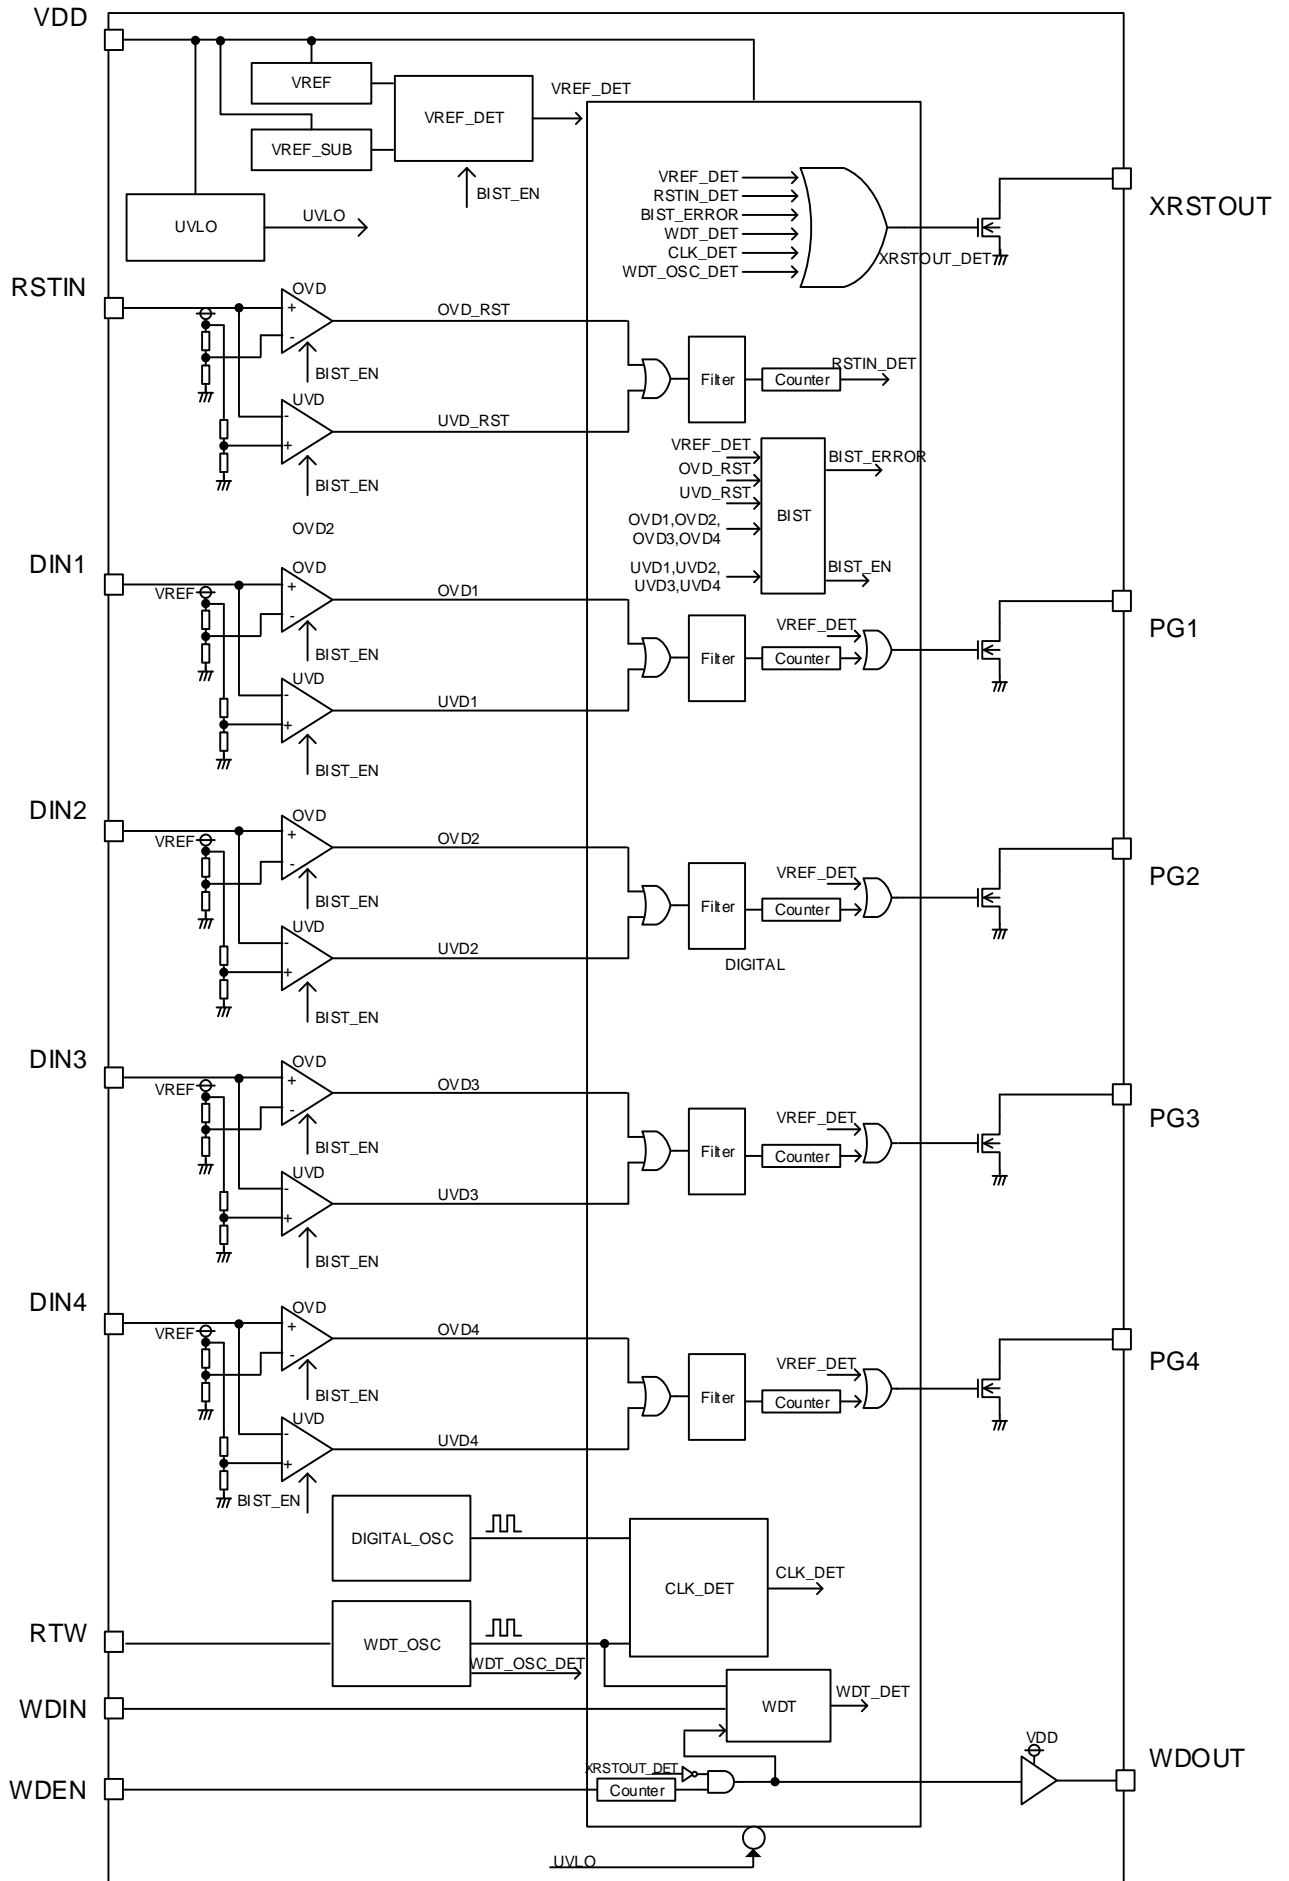 VDD
VREF
VREF_SUB
VREF_DET
VREF_DET
BIST_EN
UVLO
UVLO
VREF_DET
RSTIN_DET
BIST_ERROR
WDT_DET
CLK_DET
WDT_OSC_DET
XRSTOUT_DET
XRSTOUT
RSTIN
OVD
+
-
BIST_EN
OVD_RST
UVD
-
+
BIST_EN
UVD_RST
Filter
Counter
RSTIN_DET
VREF_DET
OVD_RST
UVD_RST
OVD1,OVD2,
OVD3,OVD4
UVD1,UVD2,
UVD3,UVD4
BIST
BIST_ERROR
BIST_EN
OVD2
DIN1
VREF
OVD
+
-
BIST_EN
OVD1
UVD
-
+
BIST_EN
UVD1
Filter
VREF_DET
Counter
PG1
DIN2
VREF
OVD
+
-
BIST_EN
OVD2
UVD
-
+
BIST_EN
UVD2
Filter
VREF_DET
Counter
DIGITAL
PG2
DIN3
VREF
OVD
+
-
BIST_EN
OVD3
UVD
-
+
BIST_EN
UVD3
Filter
VREF_DET
Counter
PG3
DIN4
VREF
OVD
+
-
BIST_EN
OVD4
UVD
-
+
BIST_EN
UVD4
Filter
VREF_DET
Counter
PG4
DIGITAL_OSC
CLK_DET
CLK_DET
RTW
WDT_OSC
WDT_OSC_DET
WDIN
WDT
WDT_DET
WDEN
XRSTOUT_DET
Counter
VDD
WDOUT
UVLO